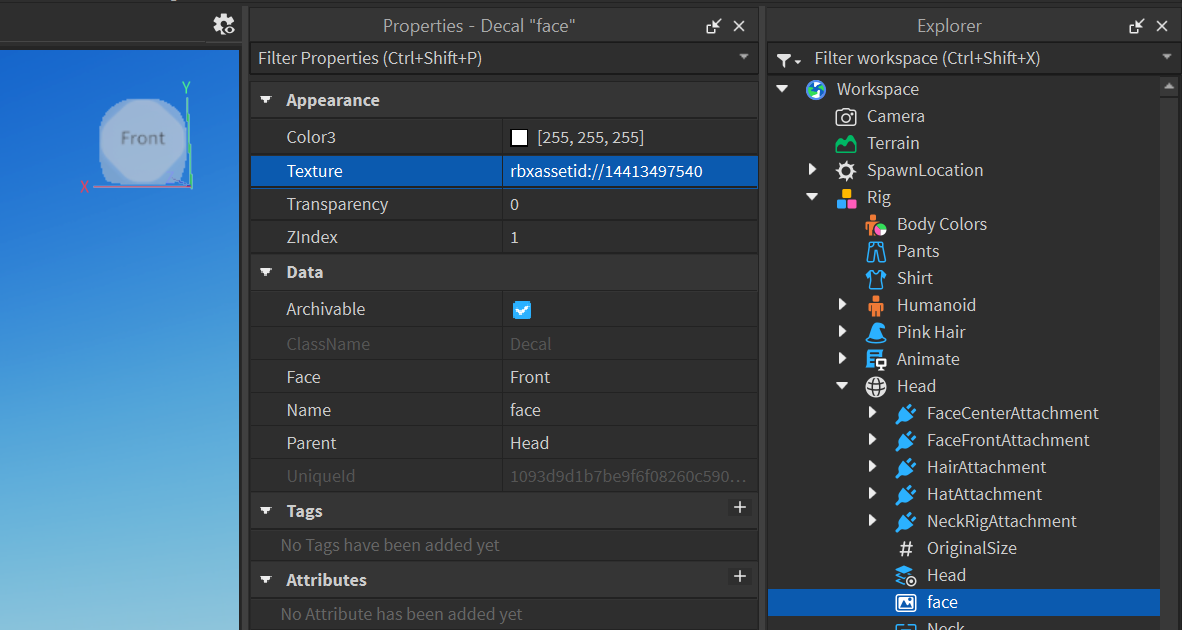 Properties - Decal "face"
Explorer
Filter Properties (Ctrl+Shift+P)
Filter workspace (Ctrl+Shift+X)
Y
Front
X
Appearance
Color3 [255, 255, 255]
Texture rbxassetid://14413497540
Transparency 0
ZIndex 1
Data
Archivable
ClassName Decal
Face Front
Name face
Parent Head
UniqueId 1093d9d1b7be9f6f08260c590...
Tags
No Tags have been added yet
Attributes
No Attribute has been added yet
Workspace
Camera
Terrain
SpawnLocation
Rig
Body Colors
Pants
Shirt
Humanoid
Pink Hair
Animate
Head
FaceCenterAttachment
FaceFrontAttachment
HairAttachment
HatAttachment
NeckRigAttachment
OriginalSize
Head
face
Neck